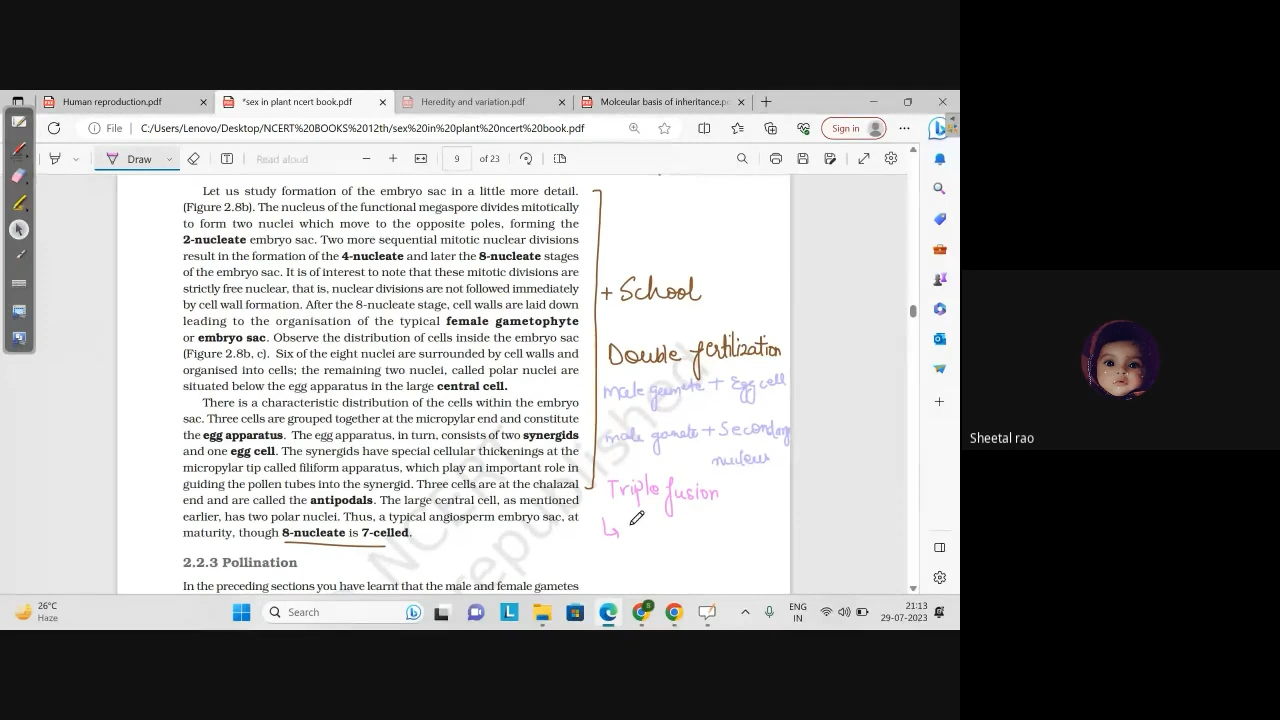 Human reproduction.pdf
*sex in plant ncert book.pdf
Heredity and variation.pdf
Molceular basis of inheritance.p
File
C:/Users/Lenovo/Desktop/NCERT%20BOOKS%2012th/sex%20in%20plant%20ncert%20book.pdf
Sign in
Draw
Read aloud
9
of 23
Let us study formation of the embryo sac in a little more detail.
(Figure 2.8b). The nucleus of the functional megaspore divides mitotically
to form two nuclei which move to the opposite poles, forming the
2-nucleate embryo sac. Two more sequential mitotic nuclear divisions
result in the formation of the 4-nucleate and later the 8-nucleate stages
of the embryo sac. It is of interest to note that these mitotic divisions are
strictly free nuclear, that is, nuclear divisions are not followed immediately
by cell wall formation. After the 8-nucleate stage, cell walls are laid down
leading to the organisation of the typical female gametophyte
or embryo sac. Observe the distribution of cells inside the embryo sac
(Figure 2.8b, c). Six of the eight nuclei are surrounded by cell walls and
organised into cells; the remaining two nuclei, called polar nuclei are
situated below the egg apparatus in the large central cell.
There is a characteristic distribution of the cells within the embryo
sac. Three cells are grouped together at the micropylar end and constitute
the egg apparatus. The egg apparatus, in turn, consists of two synergids
and one egg cell. The synergids have special cellular thickenings at the
micropylar tip called filiform apparatus, which play an important role in
guiding the pollen tubes into the synergid. Three cells are at the chalazal
end and are called the antipodals. The large central cell, as mentioned
earlier, has two polar nuclei. Thus, a typical angiosperm embryo sac, at
maturity, though 8-nucleate is 7-celled.
2.2.3 Pollination
In the preceding sections you have learnt that the male and female gametes
+ School
Double fertilization
male gamete + Egg cell
male gamete + Secondary
nucleus
Triple fusion
NCERT
republished
Sheetal rao
26°C
Haze
Search
ENG
IN
21:13
29-07-2023